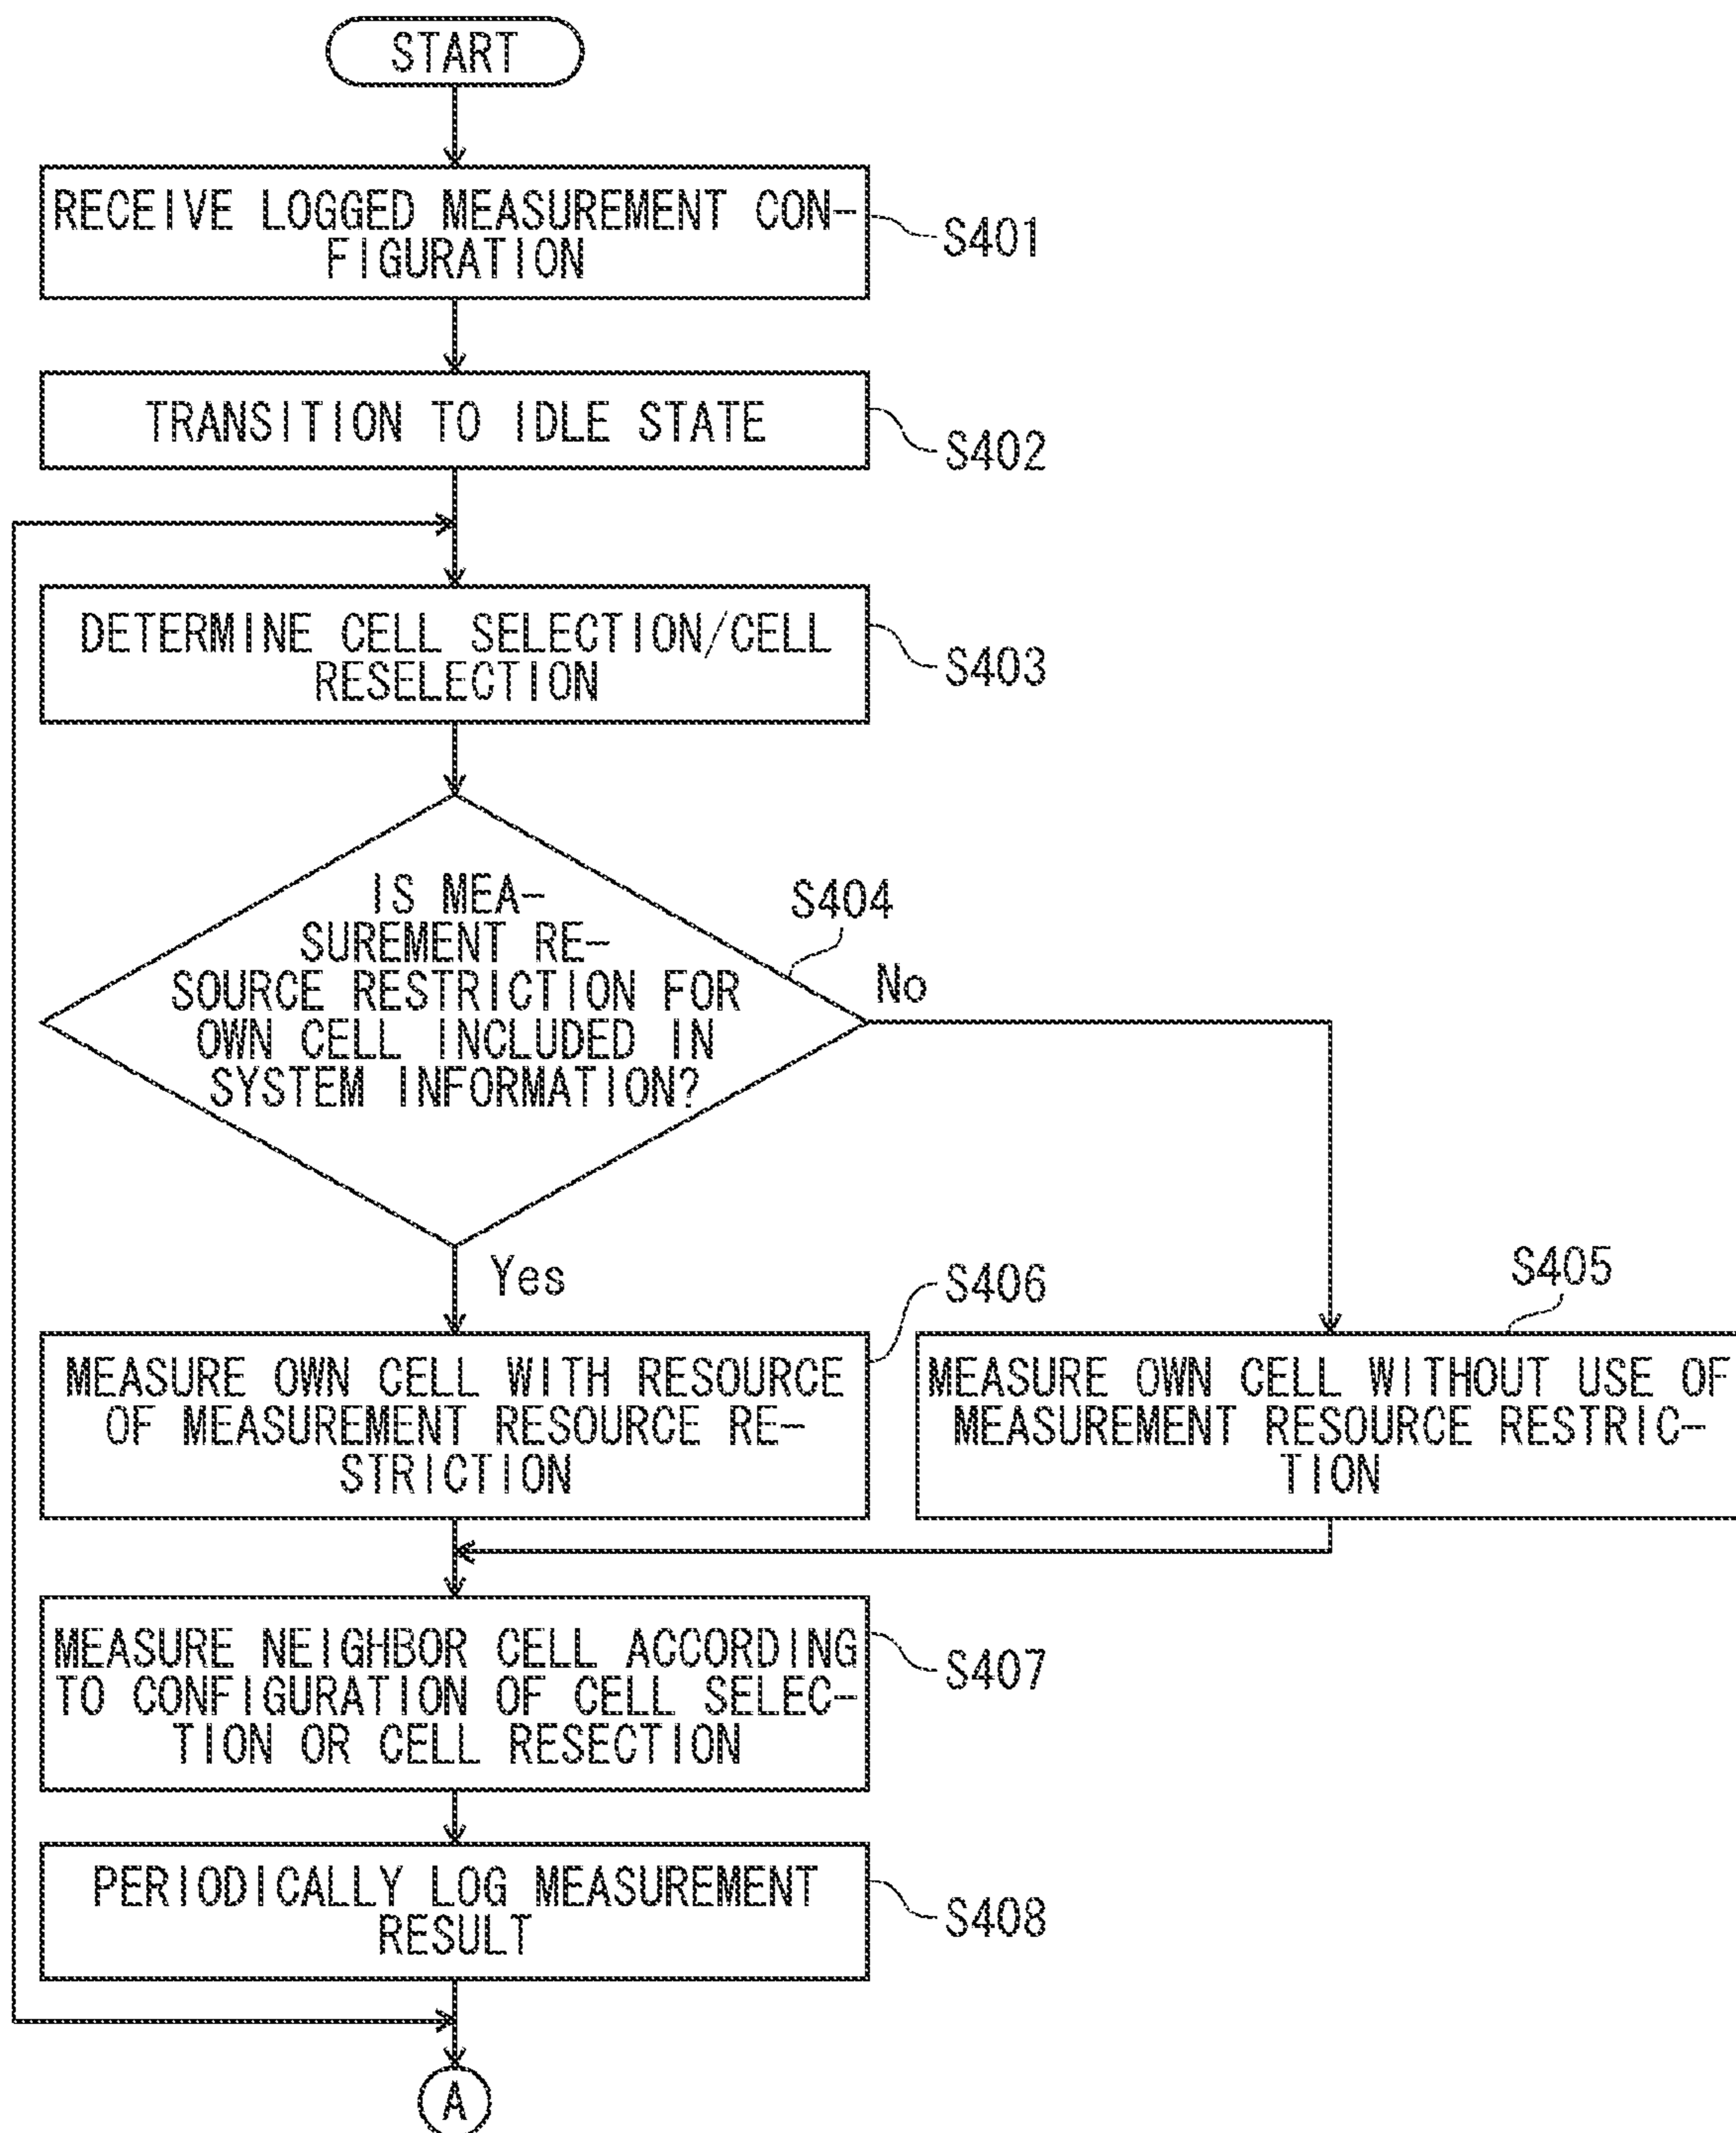 START
RECEIVE LOGGED MEASUREMENT CON-
FIGURATION
S401
TRANSITION TO IDLE STATE
S402
DETERMINE CELL SELECTION/CELL
RESELECTION
S403
IS MEA-
SUREMENT RE-
SOURCE RESTRICTION FOR
OWN CELL INCLUDED IN
SYSTEM INFORMATION?
S404
No
Yes
S406
MEASURE OWN CELL WITH RESOURCE
OF MEASUREMENT RESOURCE RE-
STRICTION
S405
MEASURE OWN CELL WITHOUT USE OF
MEASUREMENT RESOURCE RESTRIC-
TION
MEASURE NEIGHBOR CELL ACCORDING
TO CONFIGURATION OF CELL SELEC-
TION OR CELL RESECTION
S407
PERIODICALLY LOG MEASUREMENT
RESULT
S408
A